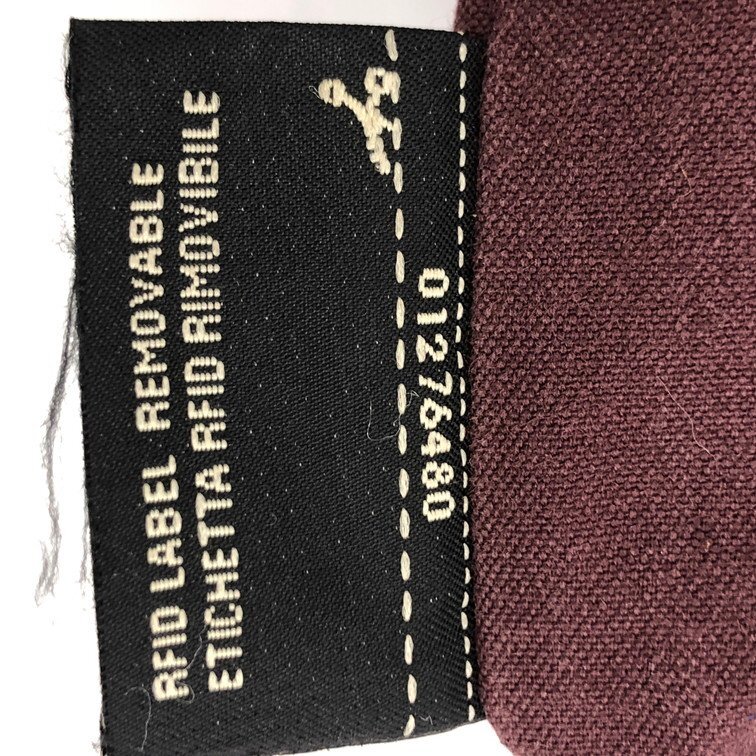 RFID LABEL REMOVABLE
ETICHETTA RFID RIMOVIBILE
01276480